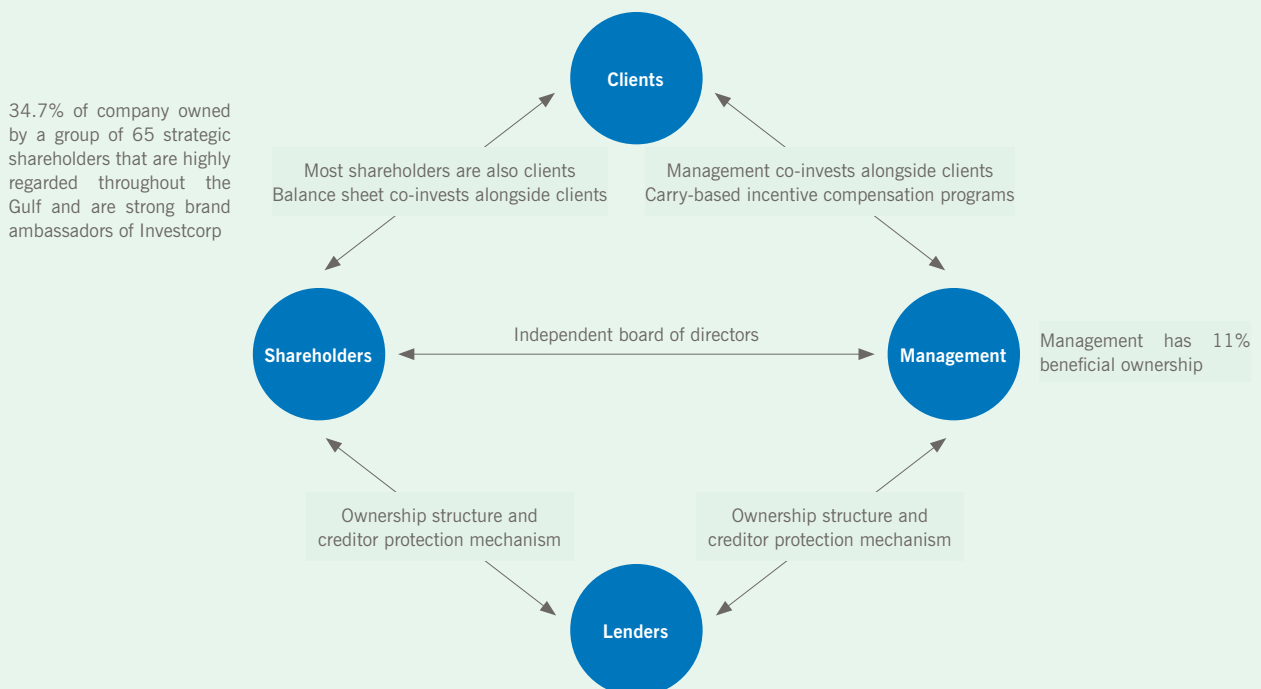 Clients
34.7% of company owned
by a group of 65 strategic
shareholders that are highly
regarded throughout the
Gulf and are strong brand
ambassadors of Investcorp
Most shareholders are also clients
Balance sheet co-invests alongside clients
Management co-invests alongside clients
Carry-based incentive compensation programs
Shareholders
Independent board of directors
Management
Management has 11%
beneficial ownership
Ownership structure and
creditor protection mechanism
Ownership structure and
creditor protection mechanism
Lenders